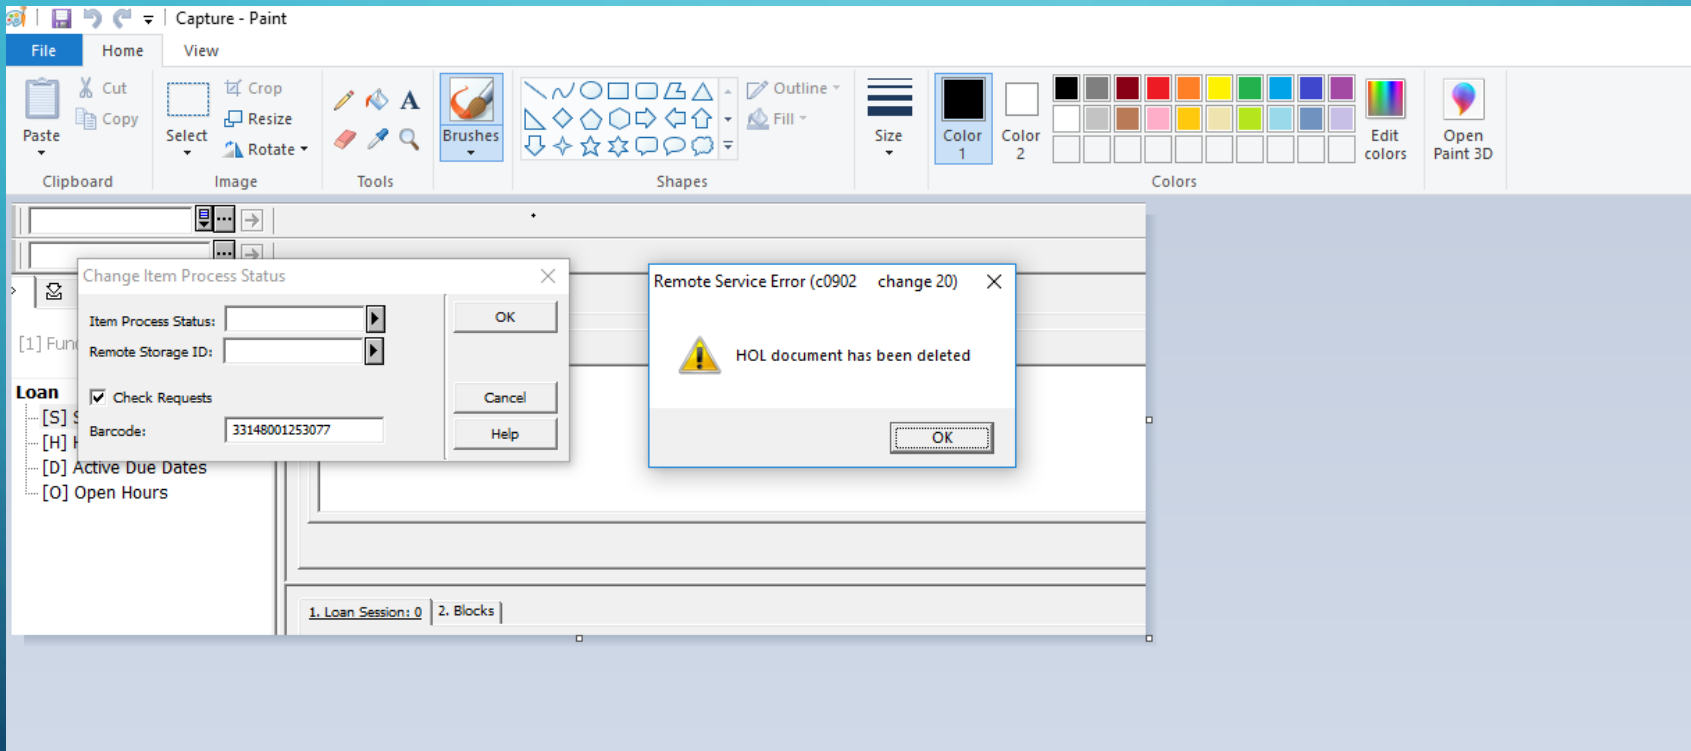 Capture - Paint
File Home View
Cut
Copy
Paste
Clipboard
Crop
Resize
Rotate
Select
Image
A
Tools
Brushes
Shapes
Outline
Fill
Size
Color 1
Color 2
Edit colors
Colors
Open Paint 3D
Change Item Process Status
Item Process Status:
Remote Storage ID:
Check Requests
Barcode: 33148001253077
OK
Cancel
Help
Remote Service Error (c0902 change 20)
HOL document has been deleted
OK
[1] Fun
Loan
[S] S
[H] H
[D] Active Due Dates
[O] Open Hours
1. Loan Session: 0 2. Blocks